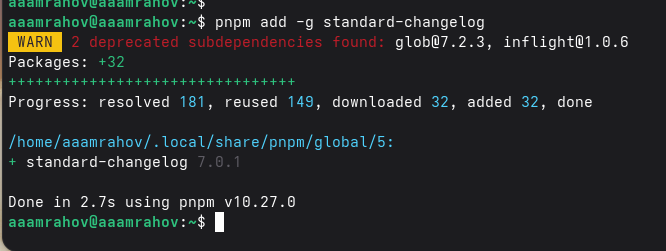 aaamrahov@aaamrahov:~$
aaamrahov@aaamrahov:~$ pnpm add -g standard-changelog
WARN 2 deprecated subdependencies found: glob@7.2.3, inflight@1.0.6
Packages: +32
++++++++++++++++++++++++++++++++
Progress: resolved 181, reused 149, downloaded 32, added 32, done
/home/aaamrahov/.local/share/pnpm/global/5:
+ standard-changelog 7.0.1
Done in 2.7s using pnpm v10.27.0
aaamrahov@aaamrahov:~$